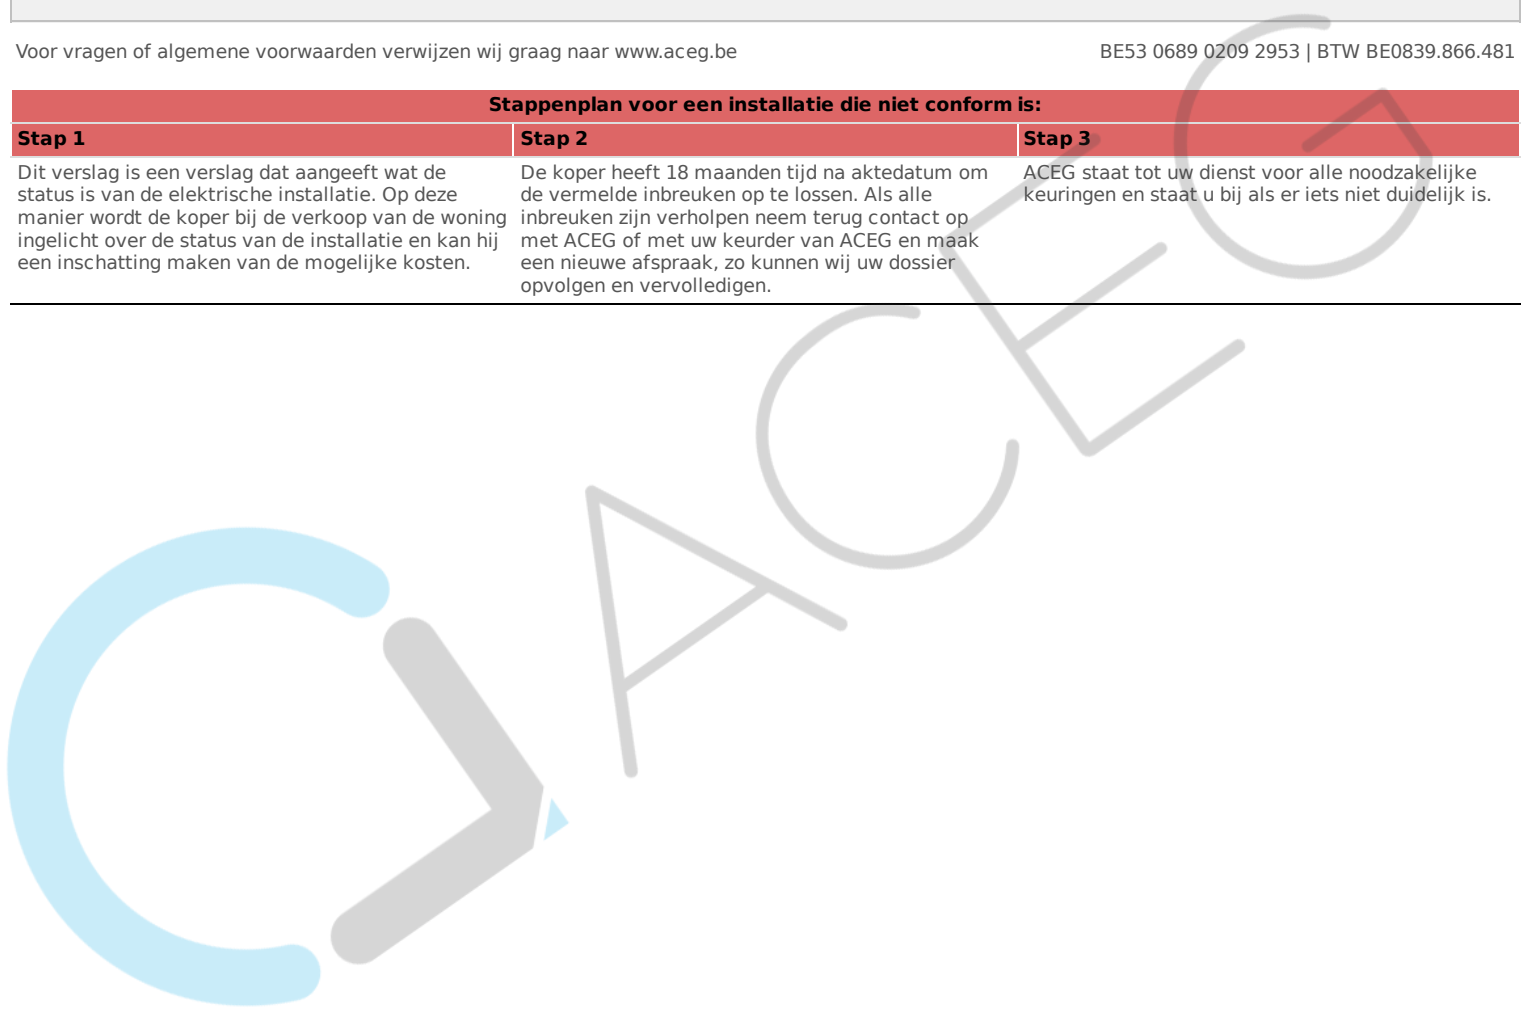 Voor vragen of algemene voorwaarden verwijzen wij graag naar www.aceg.be
BE53 0689 0209 2953 | BTW BE0839.866.481
Stappenplan voor een installatie die niet conform is:
Stap 1
Dit verslag is een verslag dat aangeeft wat de
status is van de elektrische installatie. Op deze
manier wordt de koper bij de verkoop van de woning
ingelicht over de status van de installatie en kan hij
een inschatting maken van de mogelijke kosten.
Stap 2
De koper heeft 18 maanden tijd na aktedatum om
de vermelde inbreuken op te lossen. Als alle
inbreuken zijn verholpen neem terug contact op
met ACEG of met uw keurder van ACEG en maak
een nieuwe afspraak, zo kunnen wij uw dossier
opvolgen en vervolledigen.
Stap 3
ACEG staat tot uw dienst voor alle noodzakelijke
keuringen en staat u bij als er iets niet duidelijk is.
ACEG